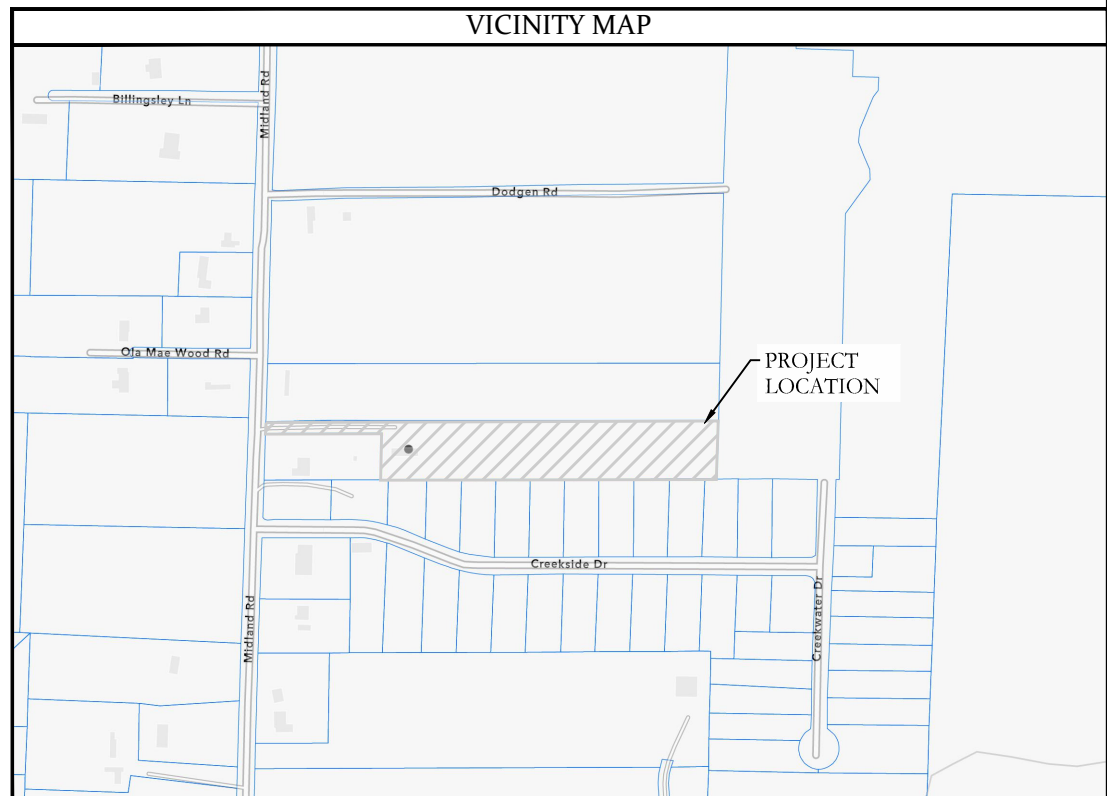 VICINITY MAP
Midland Rd
Billingsley Ln
Dodgen Rd
Ola Mae Wood Rd
PROJECT
LOCATION
Creekside Dr
Midland Rd
Creekwater Dr